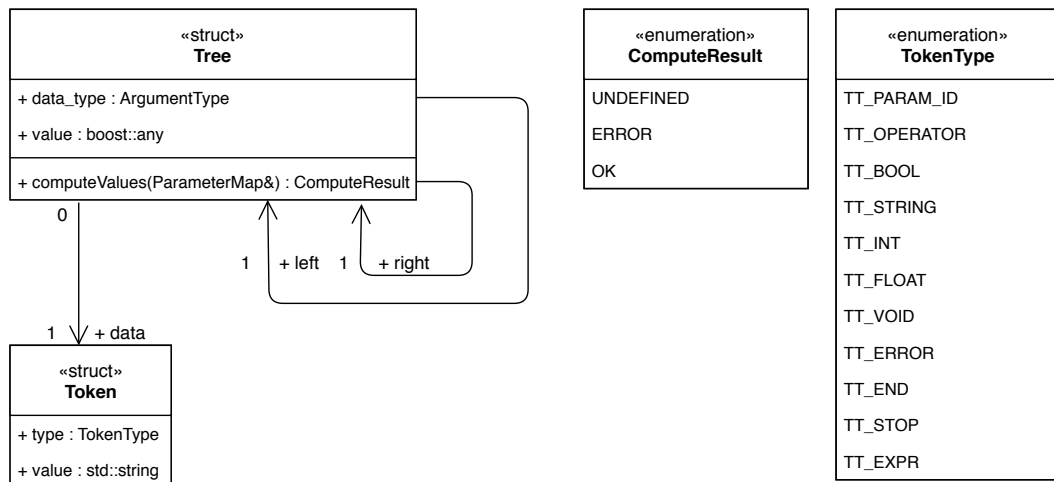 «struct»
Tree
+ data_type : ArgumentType
+ value : boost::any
+ computeValues(ParameterMap&) : ComputeResult
0
1
+ left
1
+ right
1
+ data
«struct»
Token
+ type : TokenType
+ value : std::string
«enumeration»
ComputeResult
UNDEFINED
ERROR
OK
«enumeration»
TokenType
TT_PARAM_ID
TT_OPERATOR
TT_BOOL
TT_STRING
TT_INT
TT_FLOAT
TT_VOID
TT_ERROR
TT_END
TT_STOP
TT_EXPR